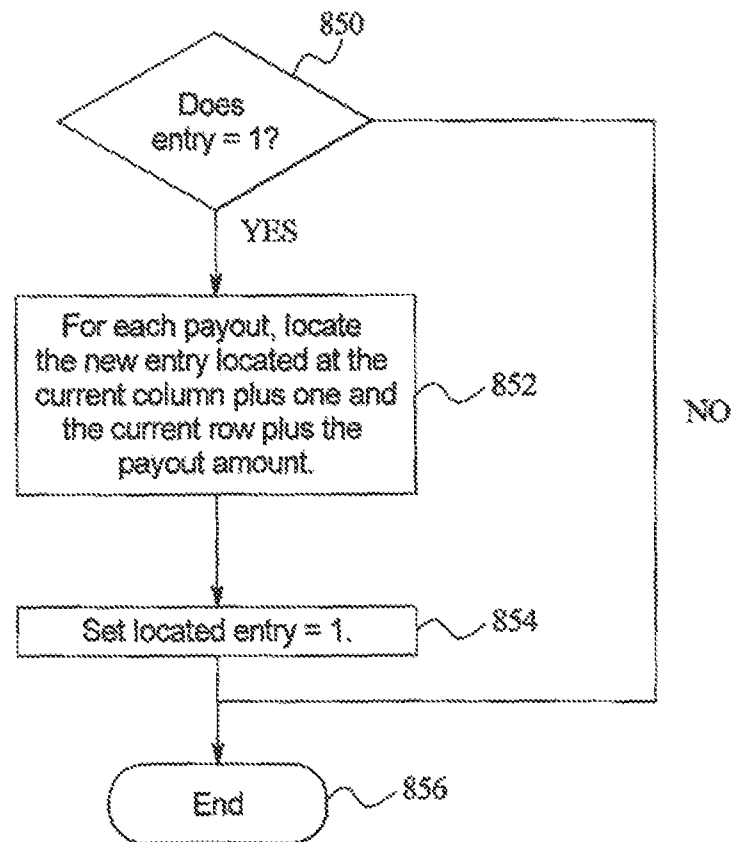 850
Does
entry = 1?
YES
For each payout, locate
the new entry located at the
current column plus one and
the current row plus the
payout amount.
852
NO
Set located entry = 1.
854
End
856